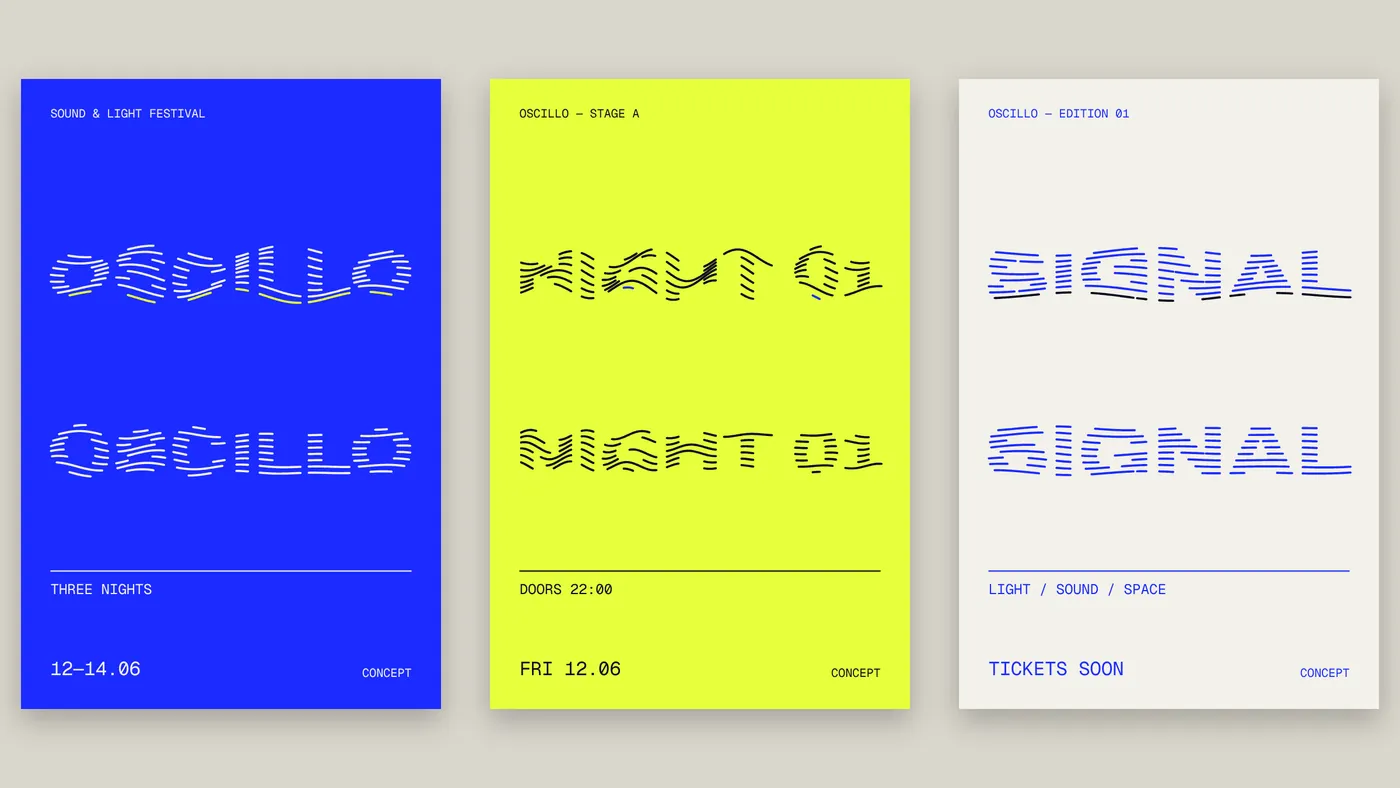 SOUND & LIGHT FESTIVAL
OSCILLO
OSCILLO
THREE NIGHTS
12—14.06
CONCEPT
OSCILLO — STAGE A
NIGHT 01
NIGHT 01
DOORS 22:00
FRI 12.06
CONCEPT
OSCILLO — EDITION 01
SIGNAL
SIGNAL
LIGHT / SOUND / SPACE
TICKETS SOON
CONCEPT